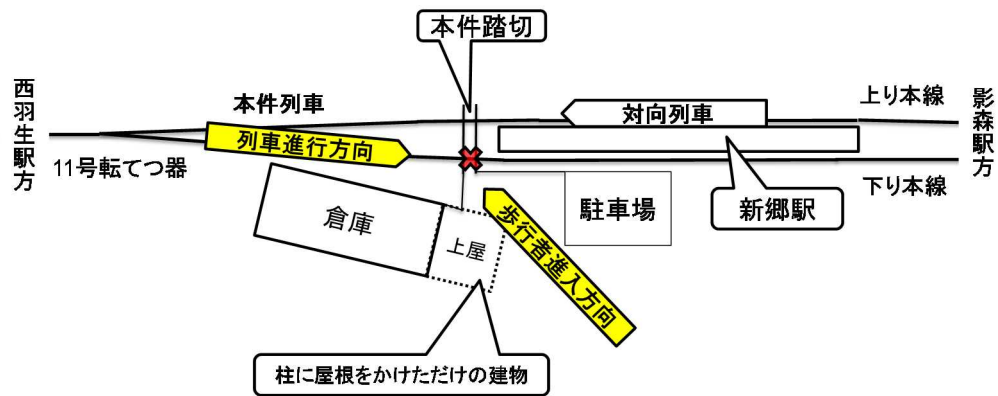 本件踏切
西羽生駅方
本件列車
対向列車
上り本線
影森駅方
列車進行方向
11号転てつ器
下り本線
倉庫
上屋
歩行者進入方向
駐車場
新郷駅
柱に屋根をかけただけの建物